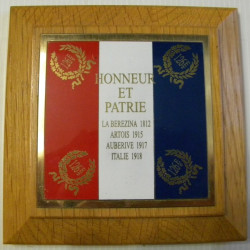 HONNEUR
ET
PATRIE
LA BEREZINA 1812
ARTOIS 1915
AUBERIVE 1917
ITALIE 1918